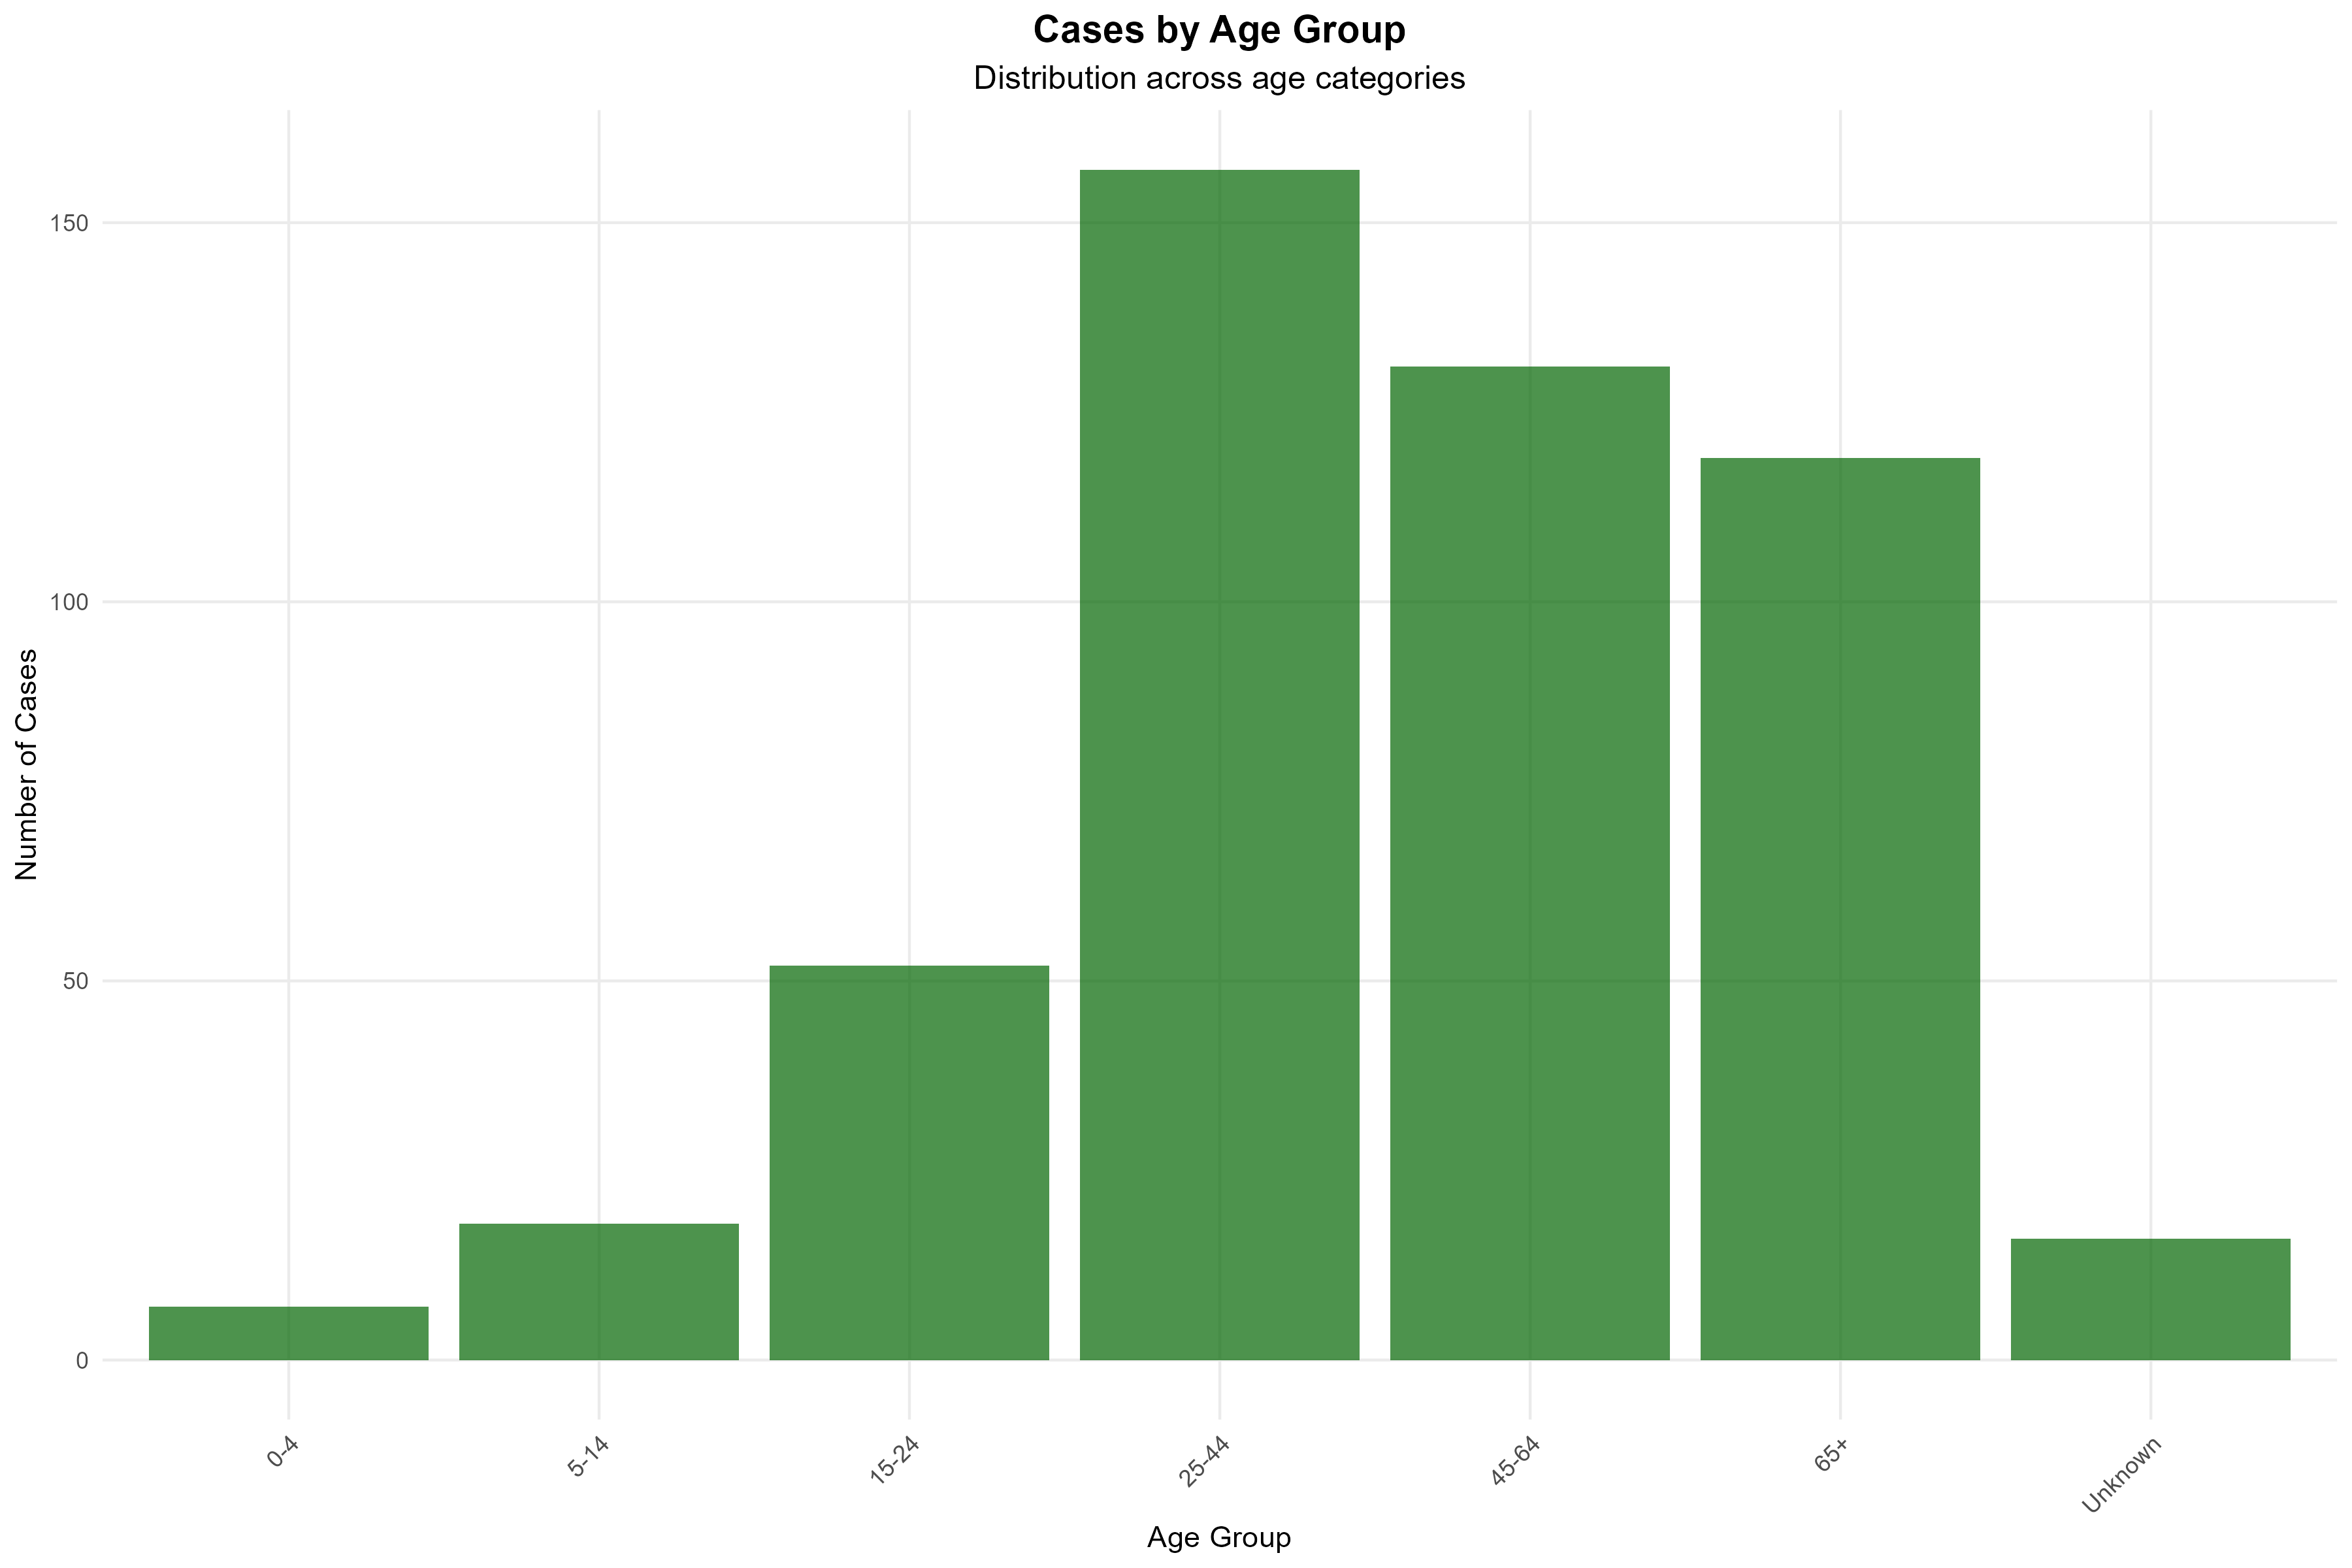 Cases by Age Group
Distribution across age categories
Number of Cases
150
100
50
0
0-4
5-14
15-24
25-44
45-64
65+
Unknown
Age Group